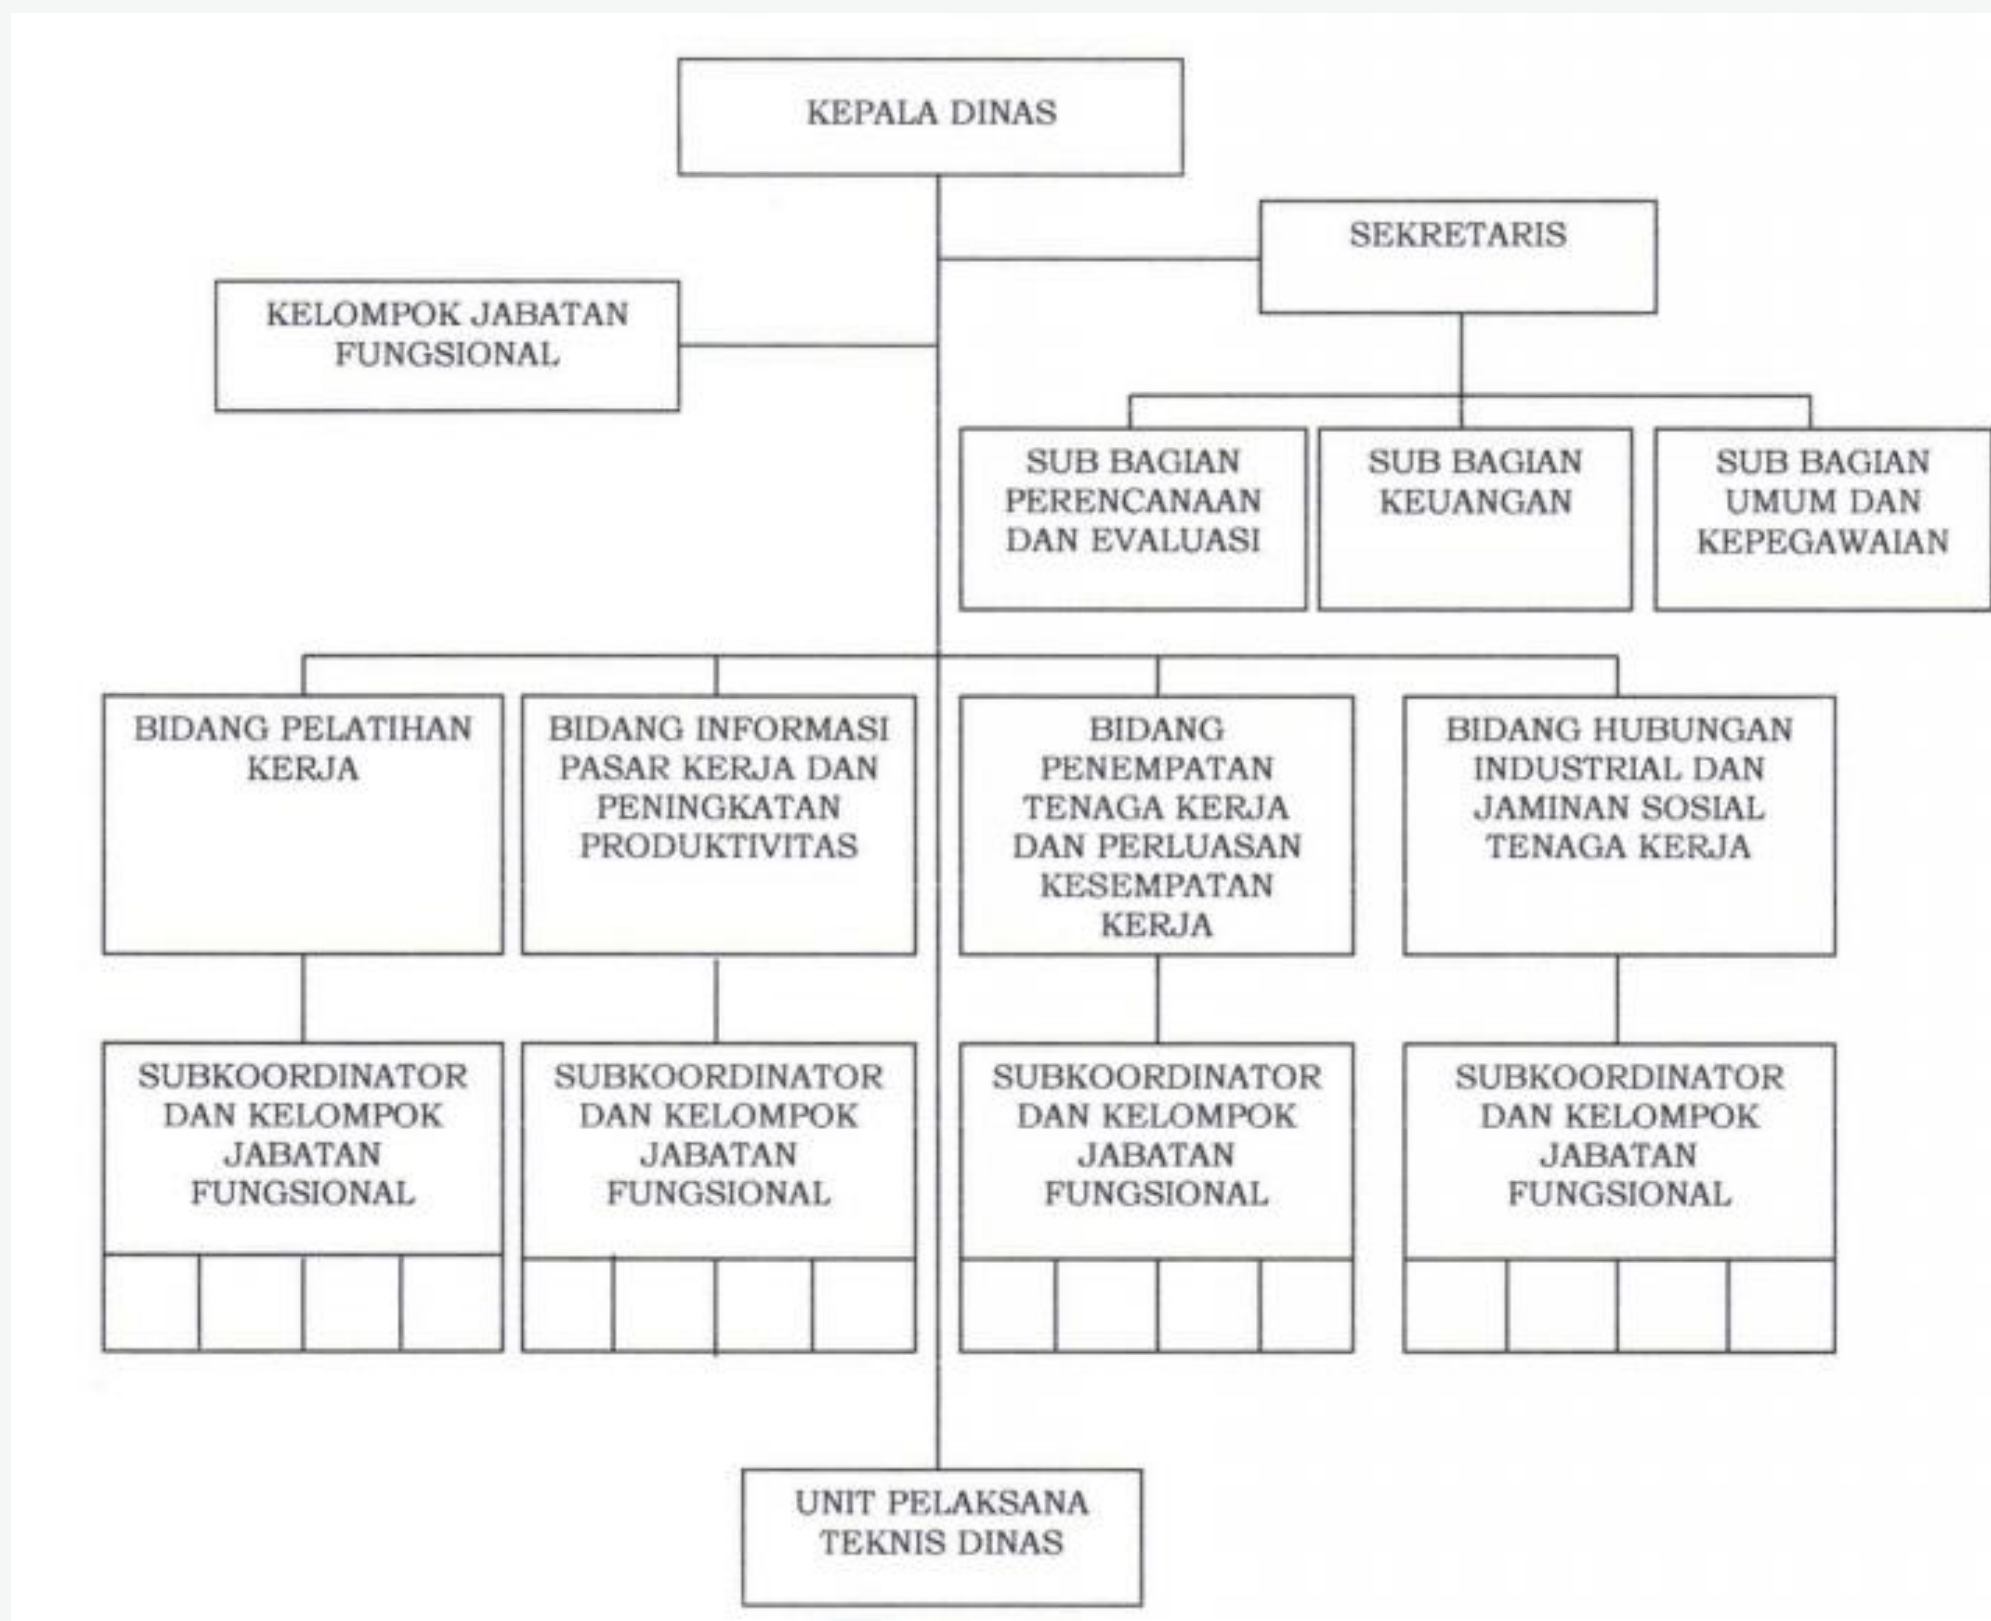 KEPALA DINAS
SEKRETARIS
KELOMPOK JABATAN
FUNGSIONAL
SUB BAGIAN
PERENCANAAN
DAN EVALUASI
SUB BAGIAN
KEUANGAN
SUB BAGIAN
UMUM DAN
KEPEGAWAIAN
BIDANG PELATIHAN
KERJA
BIDANG INFORMASI
PASAR KERJA DAN
PENINGKATAN
PRODUKTIVITAS
BIDANG
PENEMPATAN
TENAGA KERJA
DAN PERLUASAN
KESEMPATAN
KERJA
BIDANG HUBUNGAN
INDUSTRIAL DAN
JAMINAN SOSIAL
TENAGA KERJA
SUBKOORDINATOR
DAN KELOMPOK
JABATAN
FUNGSIONAL
SUBKOORDINATOR
DAN KELOMPOK
JABATAN
FUNGSIONAL
SUBKOORDINATOR
DAN KELOMPOK
JABATAN
FUNGSIONAL
SUBKOORDINATOR
DAN KELOMPOK
JABATAN
FUNGSIONAL
UNIT PELAKSANA
TEKNIS DINAS